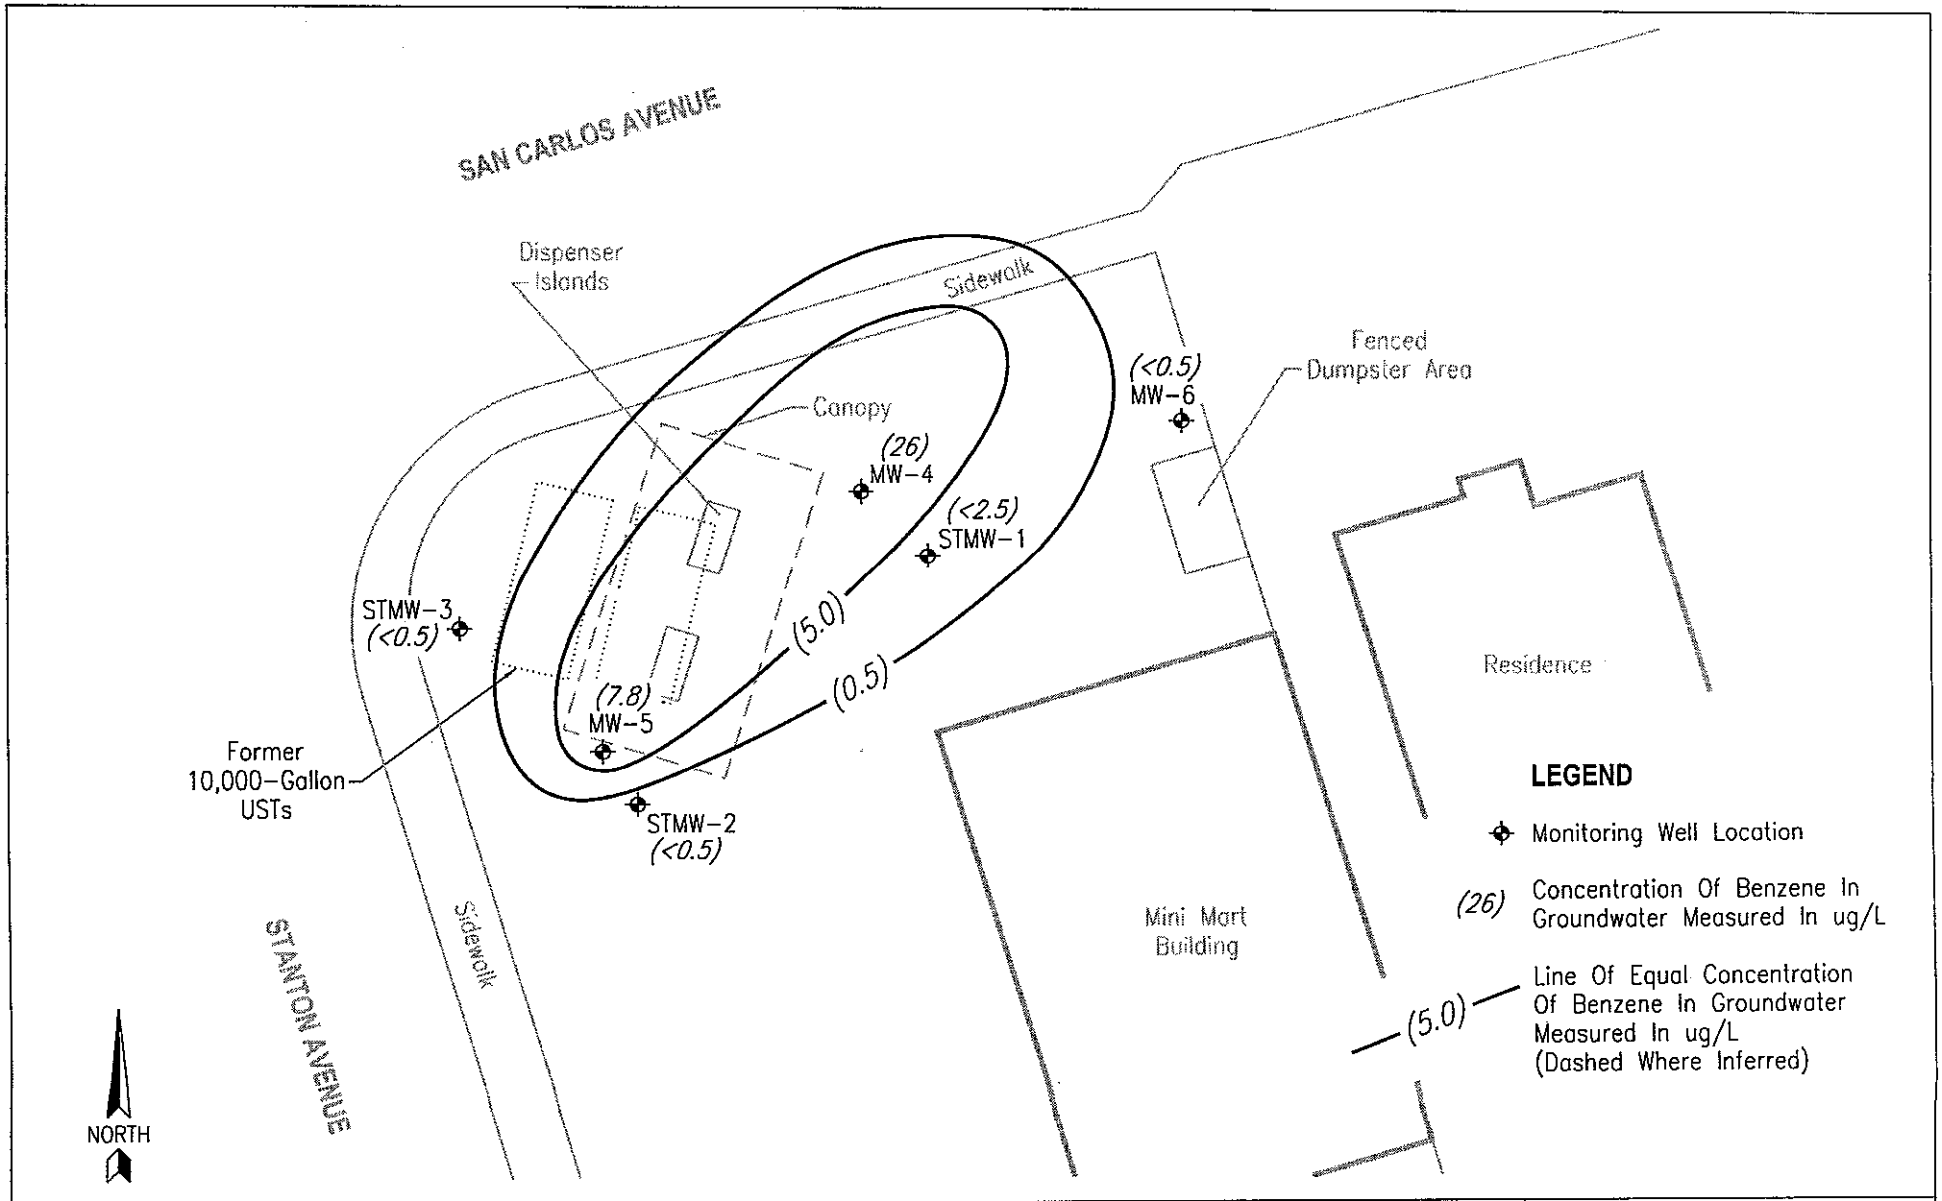 SAN CARLOS AVENUE
Dispenser
Islands
Sidewalk
Canopy
(<0.5)
MW-6
Fenced
Dumpster Area
(26)
MW-4
(<2.5)
STMW-1
STMW-3
(<0.5)
(5.0)
(0.5)
(7.8)
MW-5
Residence
Former
10,000-Gallon
USTs
STMW-2
(<0.5)
Sidewalk
STANTON AVENUE
Mini Mart
Building
NORTH
LEGEND
Monitoring Well Location
(26) Concentration Of Benzene In
Groundwater Measured In ug/L
(5.0) Line Of Equal Concentration
Of Benzene In Groundwater
Measured In ug/L
(Dashed Where Inferred)